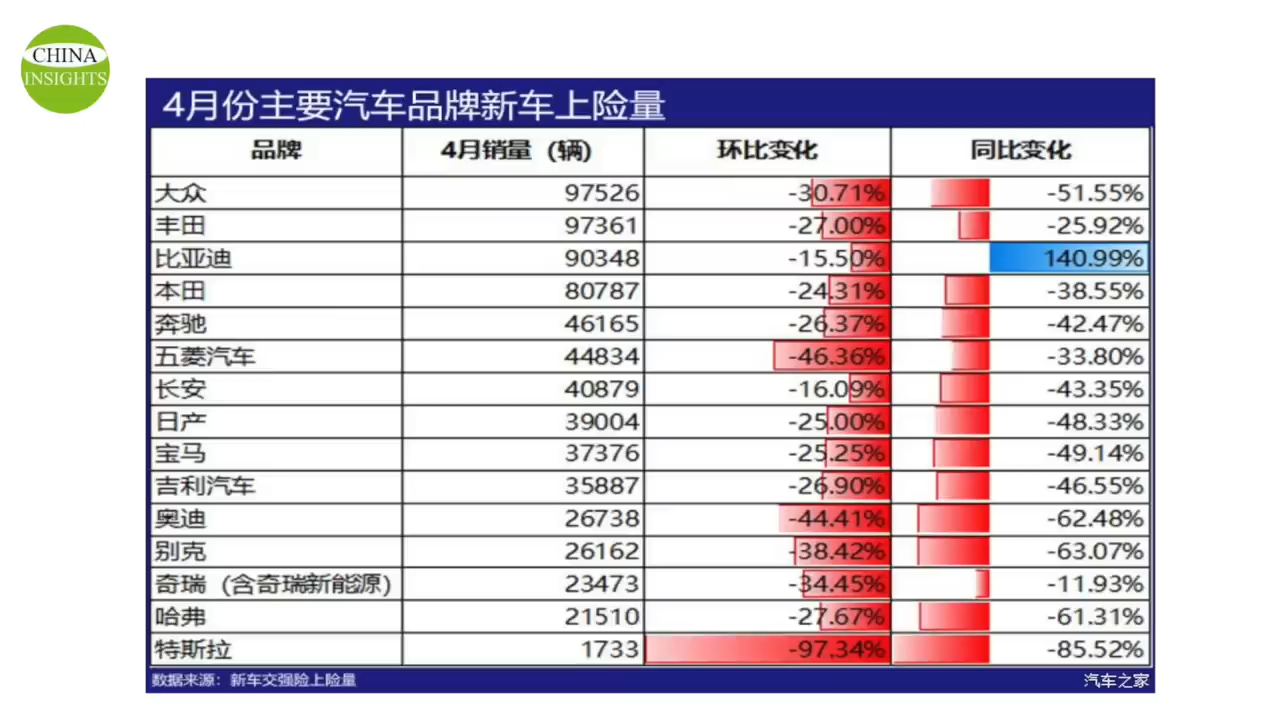 CHINA
INSIGHTS
4月份主要汽车品牌新车上险量
品牌 4月销量（辆） 环比变化 同比变化
大众 97526 -30.71% -51.55%
丰田 97361 -27.00% -25.92%
比亚迪 90348 -15.50% 140.99%
本田 80787 -24.31% -38.55%
奔驰 46165 -26.37% -42.47%
五菱汽车 44834 -46.36% -33.80%
长安 40879 -16.09% -43.35%
日产 39004 -25.00% -48.33%
宝马 37376 -25.25% -49.14%
吉利汽车 35887 -26.90% -46.55%
奥迪 26738 -44.41% -62.48%
别克 26162 -38.42% -63.07%
奇瑞（含奇瑞新能源） 23473 -34.45% -11.93%
哈弗 21510 -27.67% -61.31%
特斯拉 1733 -97.34% -85.52%
数据来源：新车交强险上险量 汽车之家